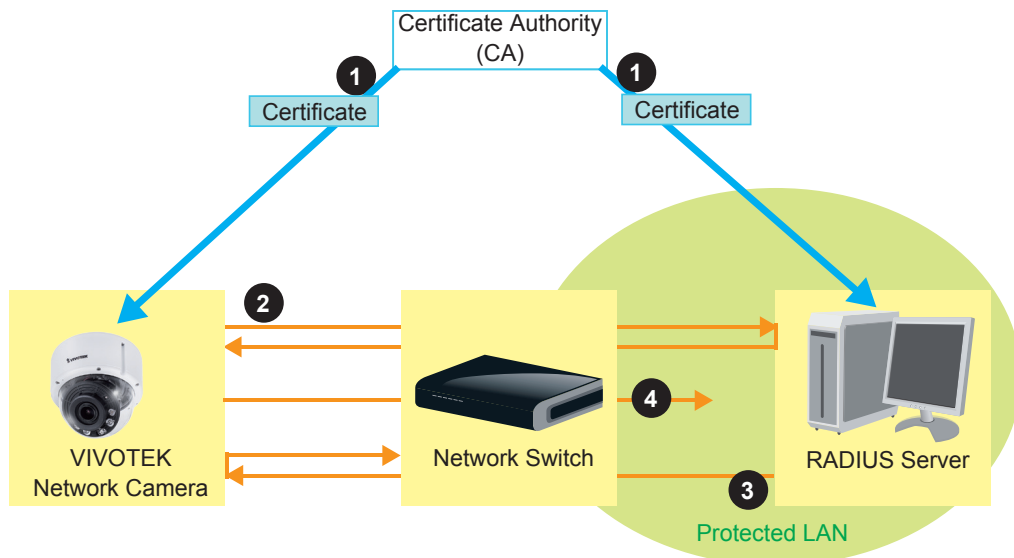 Certificate Authority
(CA)
1
1
Certificate
Certificate
2
4
VIVOTEK
Network Camera
Network Switch
RADIUS Server
3
Protected LAN